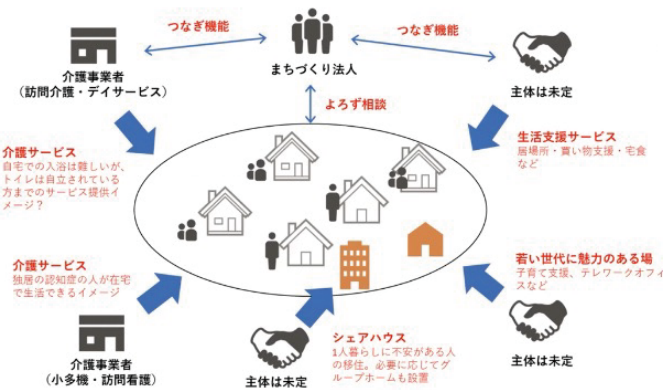 つなぎ機能
つなぎ機能
介護事業者
(訪問介護・デイサービス)
まちづくり法人
主体は未定
よろず相談
介護サービス
自宅での入浴は難しいが、
トイレは自立されている
方までのサービス提供イ
メージ？
生活支援サービス
居場所・買い物支援・宅食
など
介護サービス
独居の認知症の人が在宅
で生活できるイメージ
若い世代に魅力のある場
子育て支援、テレワークオフィ
スなど
介護事業者
(小多機・訪問看護)
主体は未定
シェアハウス
1人暮らしに不安がある人
の移住。必要に応じてグ
ループホームも設置
主体は未定